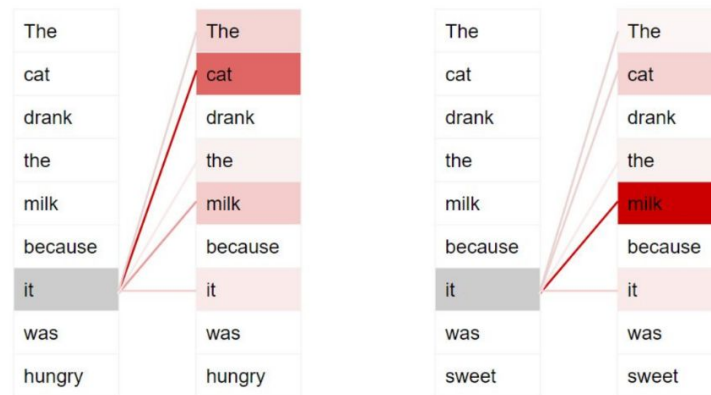 The The The The
cat cat cat cat
drank drank drank drank
the the the the
milk milk milk milk
because because because because
it it it it
was was was was
hungry hungry sweet sweet